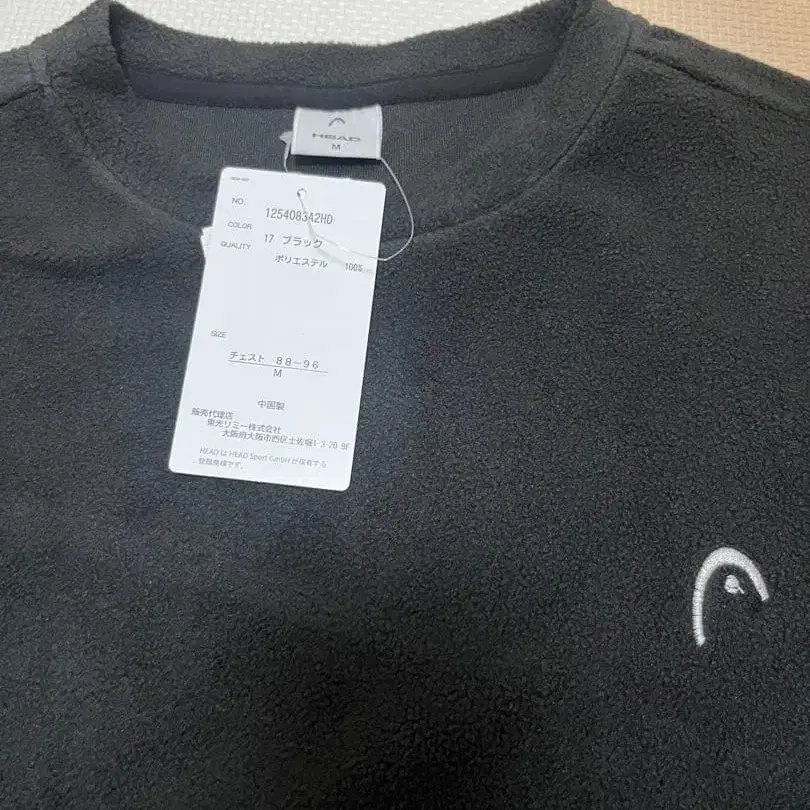 HEAD
M
NO. 1254083A2HD
COLOR 17 ブラック
QUALITY ポリエステル 100%
SIZE
チェスト 88-96
M
中国製
販売代理店
東光リミー株式会社
大阪府大阪市西区土佐堀1-3-20 9F
HEAD は HEAD Sport GmbH が保有する
登録商標です。